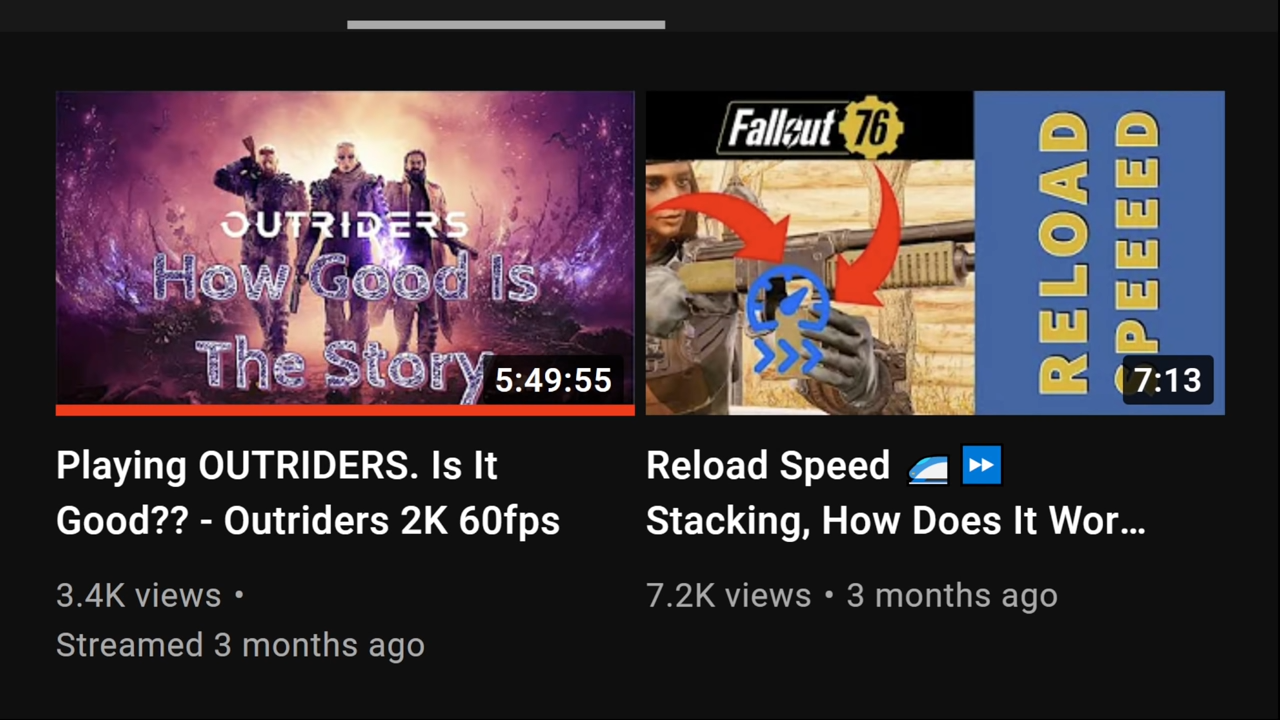 OUTRIDERS
How Good Is
The Story
5:49:55
Fallout 76
RELOAD
SPEEED
7:13
Playing OUTRIDERS. Is It
Good?? - Outriders 2K 60fps
3.4K views •
Streamed 3 months ago
Reload Speed 🚄 ⏩
Stacking, How Does It Wor...
7.2K views • 3 months ago